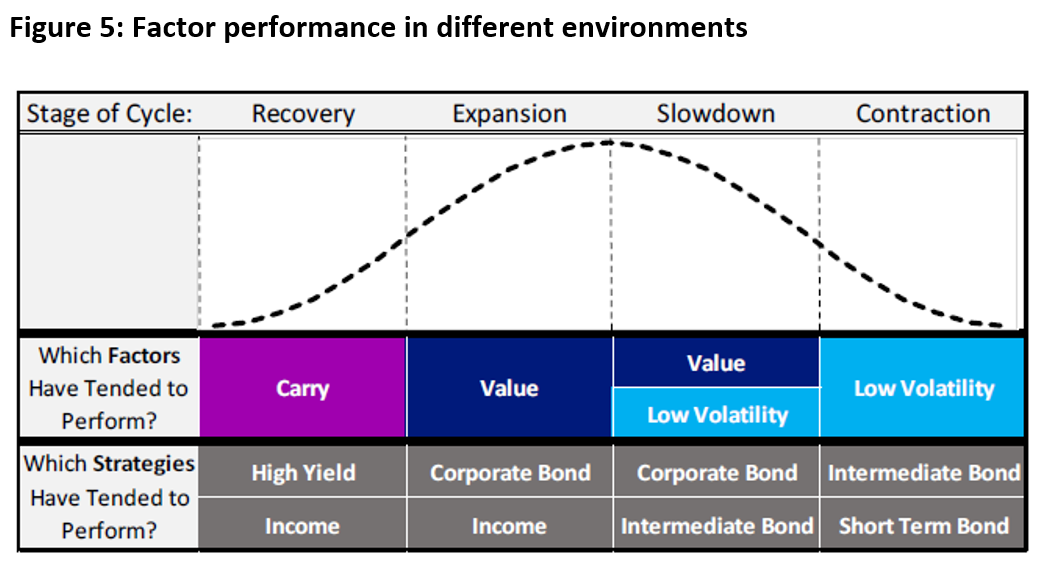 Figure 5: Factor performance in different environments
Stage of Cycle: Recovery Expansion Slowdown Contraction
Which Factors
Have Tended to
Perform?
Carry
Value
Value
Low Volatility
Low Volatility
Which Strategies
Have Tended to
Perform?
High Yield Corporate Bond Corporate Bond Intermediate Bond
Income Income Intermediate Bond Short Term Bond